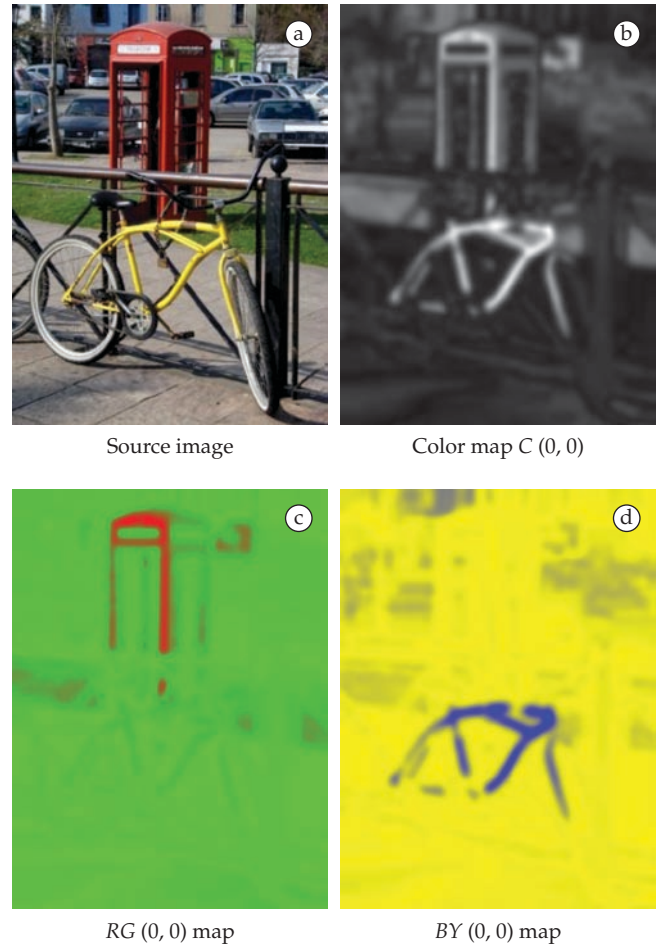 a
b
Source image
Color map C (0, 0)
c
d
RG (0, 0) map
BY (0, 0) map